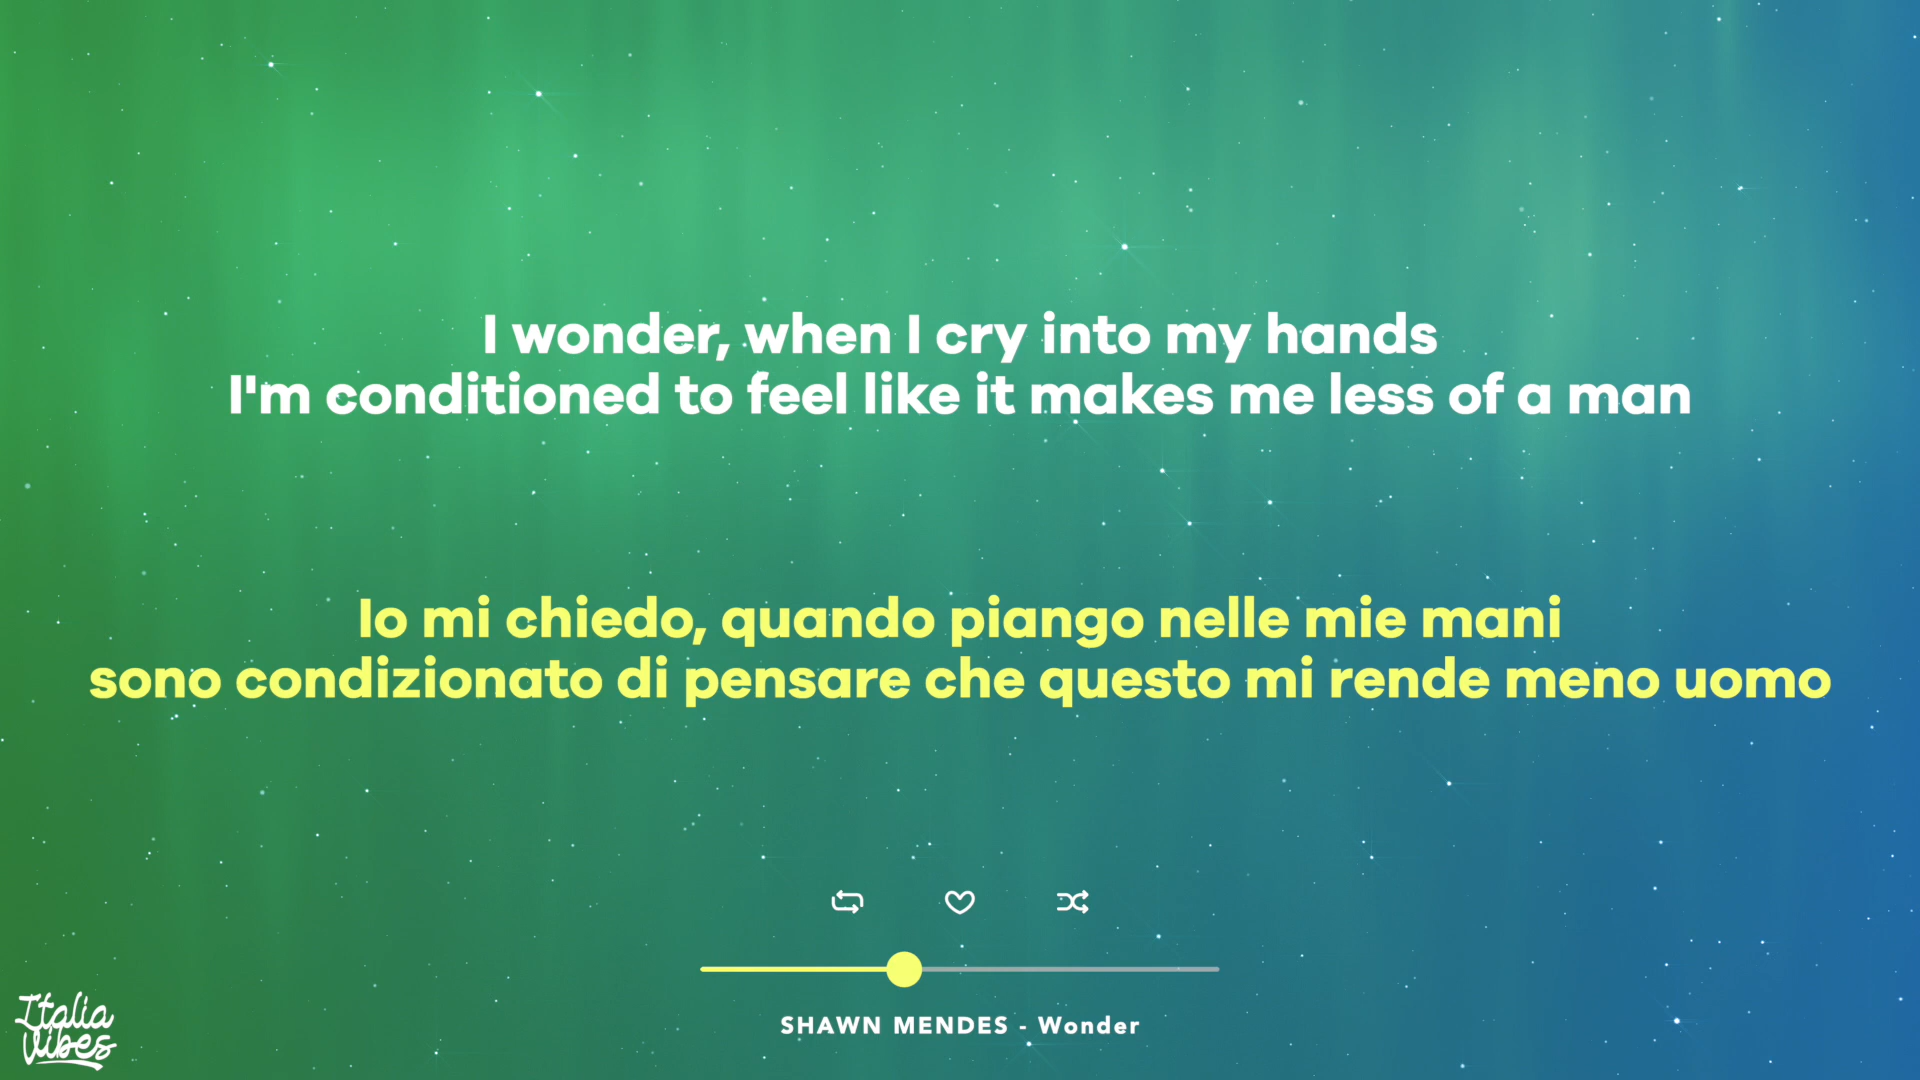 I wonder, when I cry into my hands
I'm conditioned to feel like it makes me less of a man
Io mi chiedo, quando piango nelle mie mani
sono condizionato di pensare che questo mi rende meno uomo
SHAWN MENDES - Wonder
Italia
Vibes